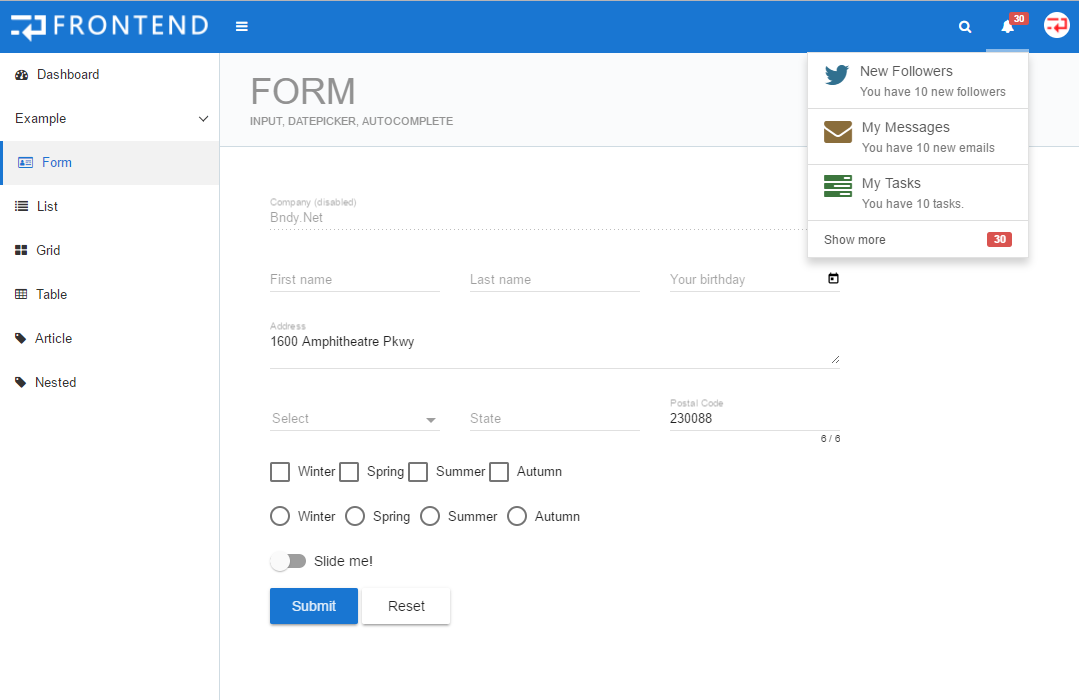 FRONTEND
30
Dashboard
Example
Form
List
Grid
Table
Article
Nested
FORM
INPUT, DATEPICKER, AUTOCOMPLETE
New Followers
You have 10 new followers
My Messages
You have 10 new emails
My Tasks
You have 10 tasks.
Show more 30
Company (disabled)
Bndy.Net
First name Last name Your birthday
Address
1600 Amphitheatre Pkwy
Postal Code
Select State 230088
6 / 6
Winter Spring Summer Autumn
Winter Spring Summer Autumn
Slide me!
Submit Reset